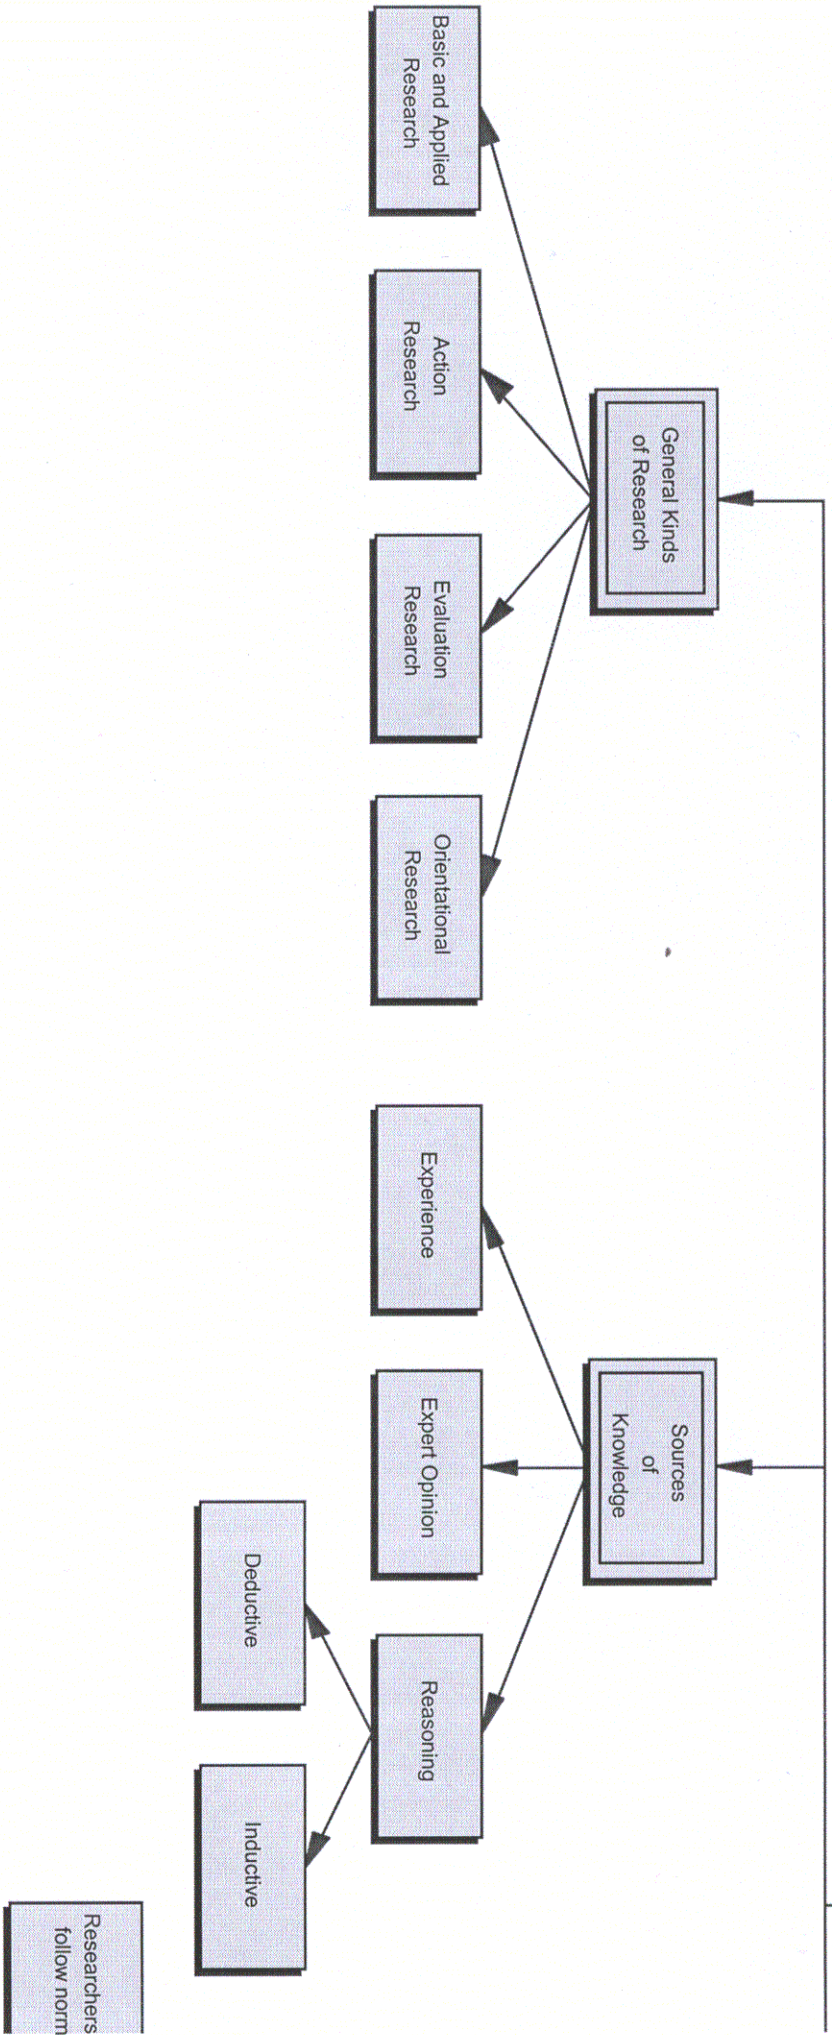 General Kinds
of Research
Sources
of
Knowledge
Basic and Applied
Research
Action
Research
Evaluation
Research
Orientational
Research
Experience
Expert Opinion
Reasoning
Deductive
Inductive
Researchers
follow norm